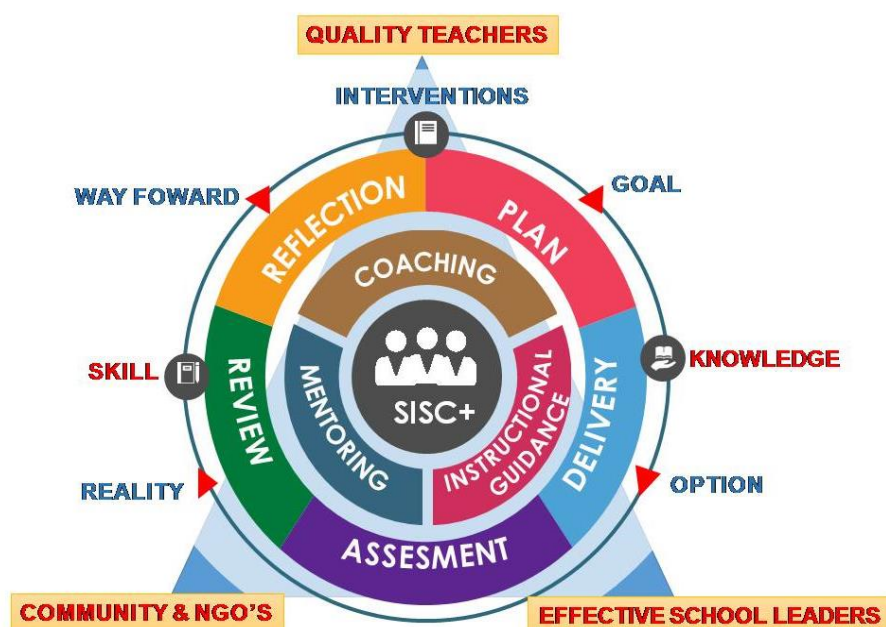 QUALITY TEACHERS
INTERVENTIONS
WAY FOWARD
GOAL
REFLECTION
PLAN
COACHING
SKILL
REVIEW
MENTORING
SISC+
INSTRUCTIONAL
GUIDANCE
DELIVERY
KNOWLEDGE
REALITY
OPTION
ASSESMENT
COMMUNITY & NGO'S
EFFECTIVE SCHOOL LEADERS